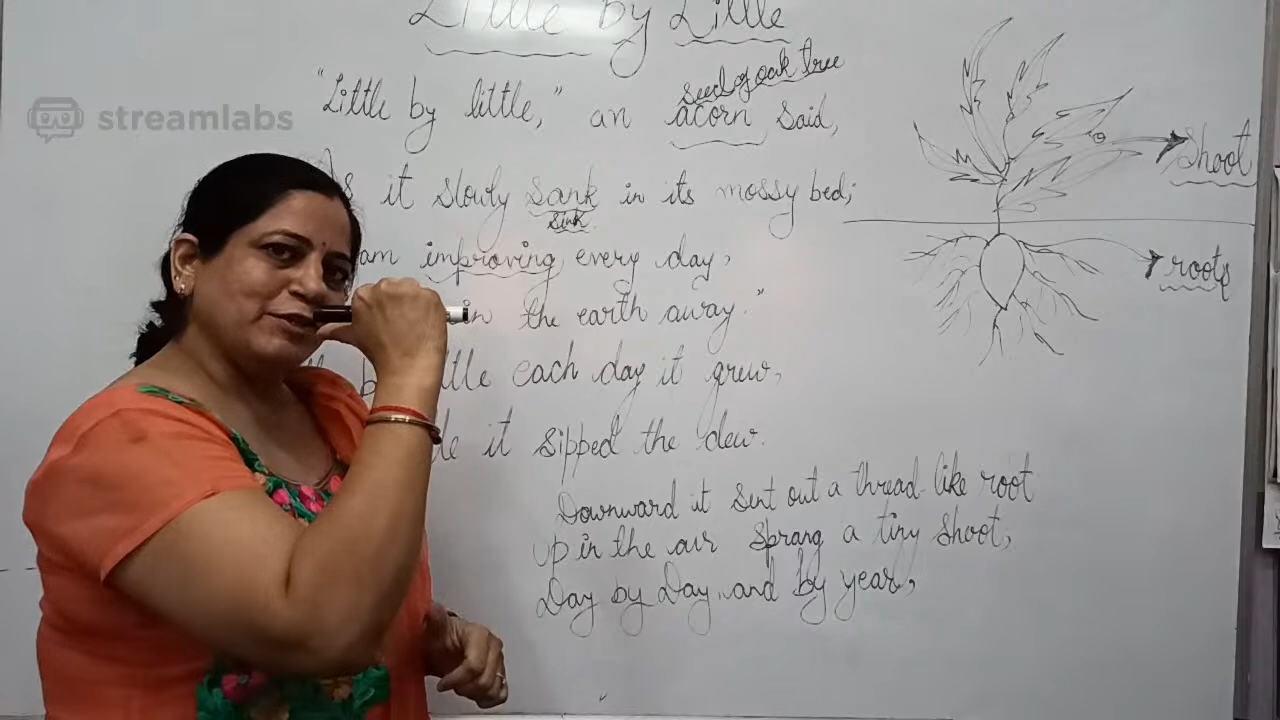 Little by Little
"Little by little," an acorn said,
seed of oak tree
it slowly sank in its mossy bed;
sink
am improving every day,
in the earth away."
each day it grew,
it sipped the dew.
Downward it sent out a thread-like root
up in the air sprang a tiny shoot,
Day by Day, and by year,
shoot
roots
streamlabs